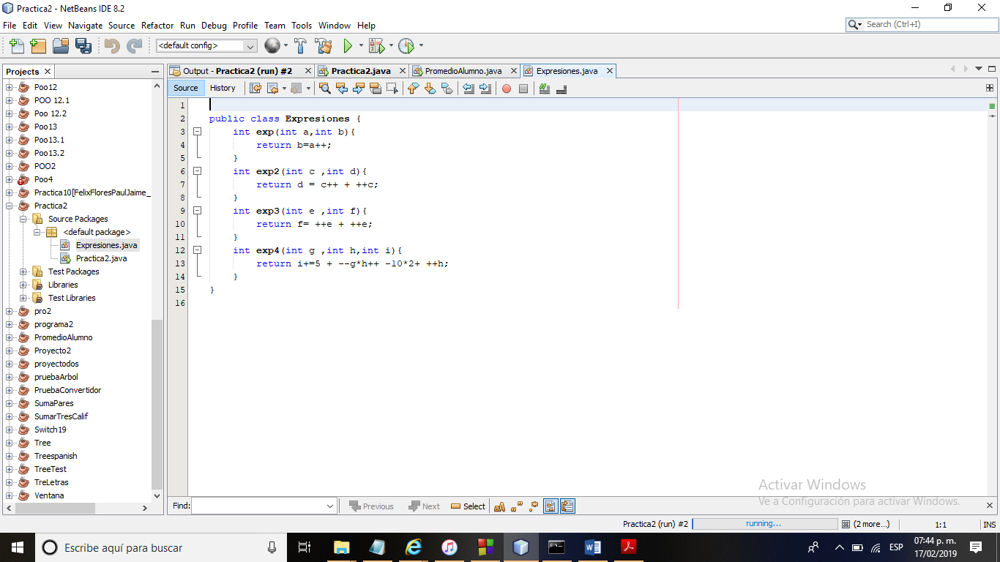 Practica2 - NetBeans IDE 8.2
File Edit View Navigate Source Refactor Run Debug Profile Team Tools Window Help
Search (Ctrl+I)
<default config>
Projects
Output - Practica2 (run) #2 Practica2.java PromedioAlumno.java Expresiones.java
Source History
Poo12
POO 12.1
Poo 12.2
Poo13
Poo13.1
Poo13.2
POO2
Poo4
Practica10[FelixFloresPaulJaime_
Practica2
Source Packages
<default package>
Expresiones.java
Practica2.java
Test Packages
Libraries
Test Libraries
pro2
programa2
PromedioAlumno
Proyecto2
proyectodos
pruebaArbol
PruebaConvertidor
SumaPares
SumarTresCalif
Switch19
Tree
Treespanish
TreeTest
TreLetras
Ventana
1
2 public class Expresiones {
3 int exp(int a,int b){
4 return b=a++;
5 }
6 int exp2(int c ,int d){
7 return d = c++ + ++c;
8 }
9 int exp3(int e ,int f){
10 return f= ++e + ++e;
11 }
12 int exp4(int g ,int h,int i){
13 return i+=5 + --g*h++ -10*2+ ++h;
14 }
15 }
16
Activar Windows
Ve a Configuración para activar Windows.
Find: Previous Next Select
Practica2 (run) #2 running... (2 more...) 1:1 INS
Escribe aquí para buscar
ESP
07:44 p. m.
17/02/2019